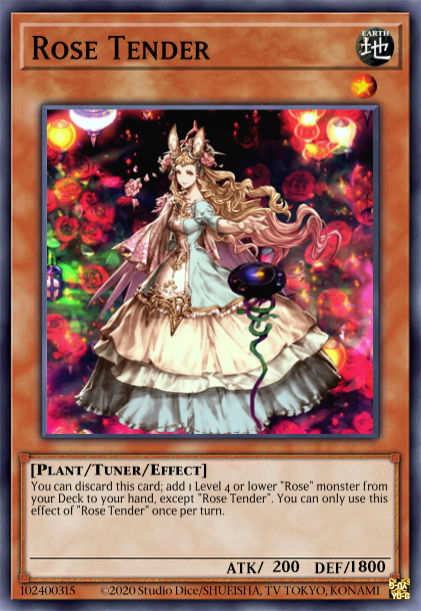 Rose Tender
EARTH
地
[Plant/Tuner/Effect]
You can discard this card; add 1 Level 4 or lower "Rose" monster from
your Deck to your hand, except "Rose Tender". You can only use this
effect of "Rose Tender" once per turn.
ATK/ 200 DEF/1800
102400315 ©2020 Studio Dice/SHUEISHA, TV TOKYO, KONAMI